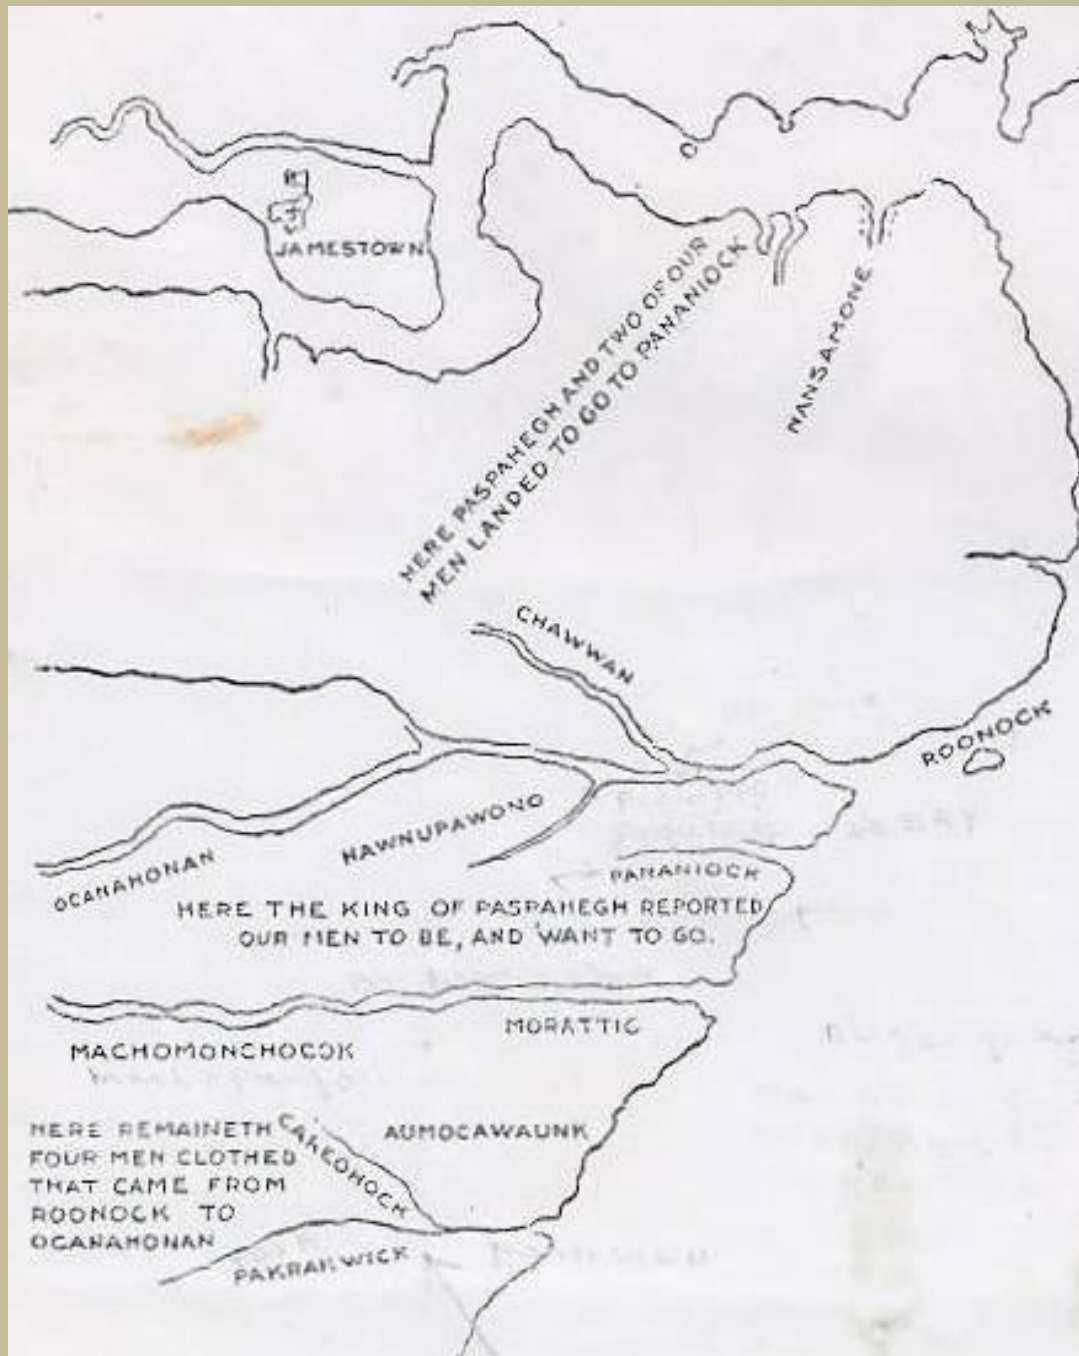 JAMESTOWN
HERE PASPAHEGH AND TWO OF OUR
MEN LANDED TO GO TO PANANIOCK
NANSAMONE
CHAWWAN
ROONOCK
OCANAHONAN
HAWNUPAWONO
PANANIOCK
HERE THE KING OF PASPAHEGH REPORTED
OUR MEN TO BE, AND WANT TO GO.
MORATTIC
MACHOMONCHOCOK
AUMOCAWAUNK
HERE REMAINETH
FOUR MEN CLOTHED
THAT CAME FROM
ROONOCK TO
OCANAHONAN
CAKEOHOCK
PAKRAKWICK